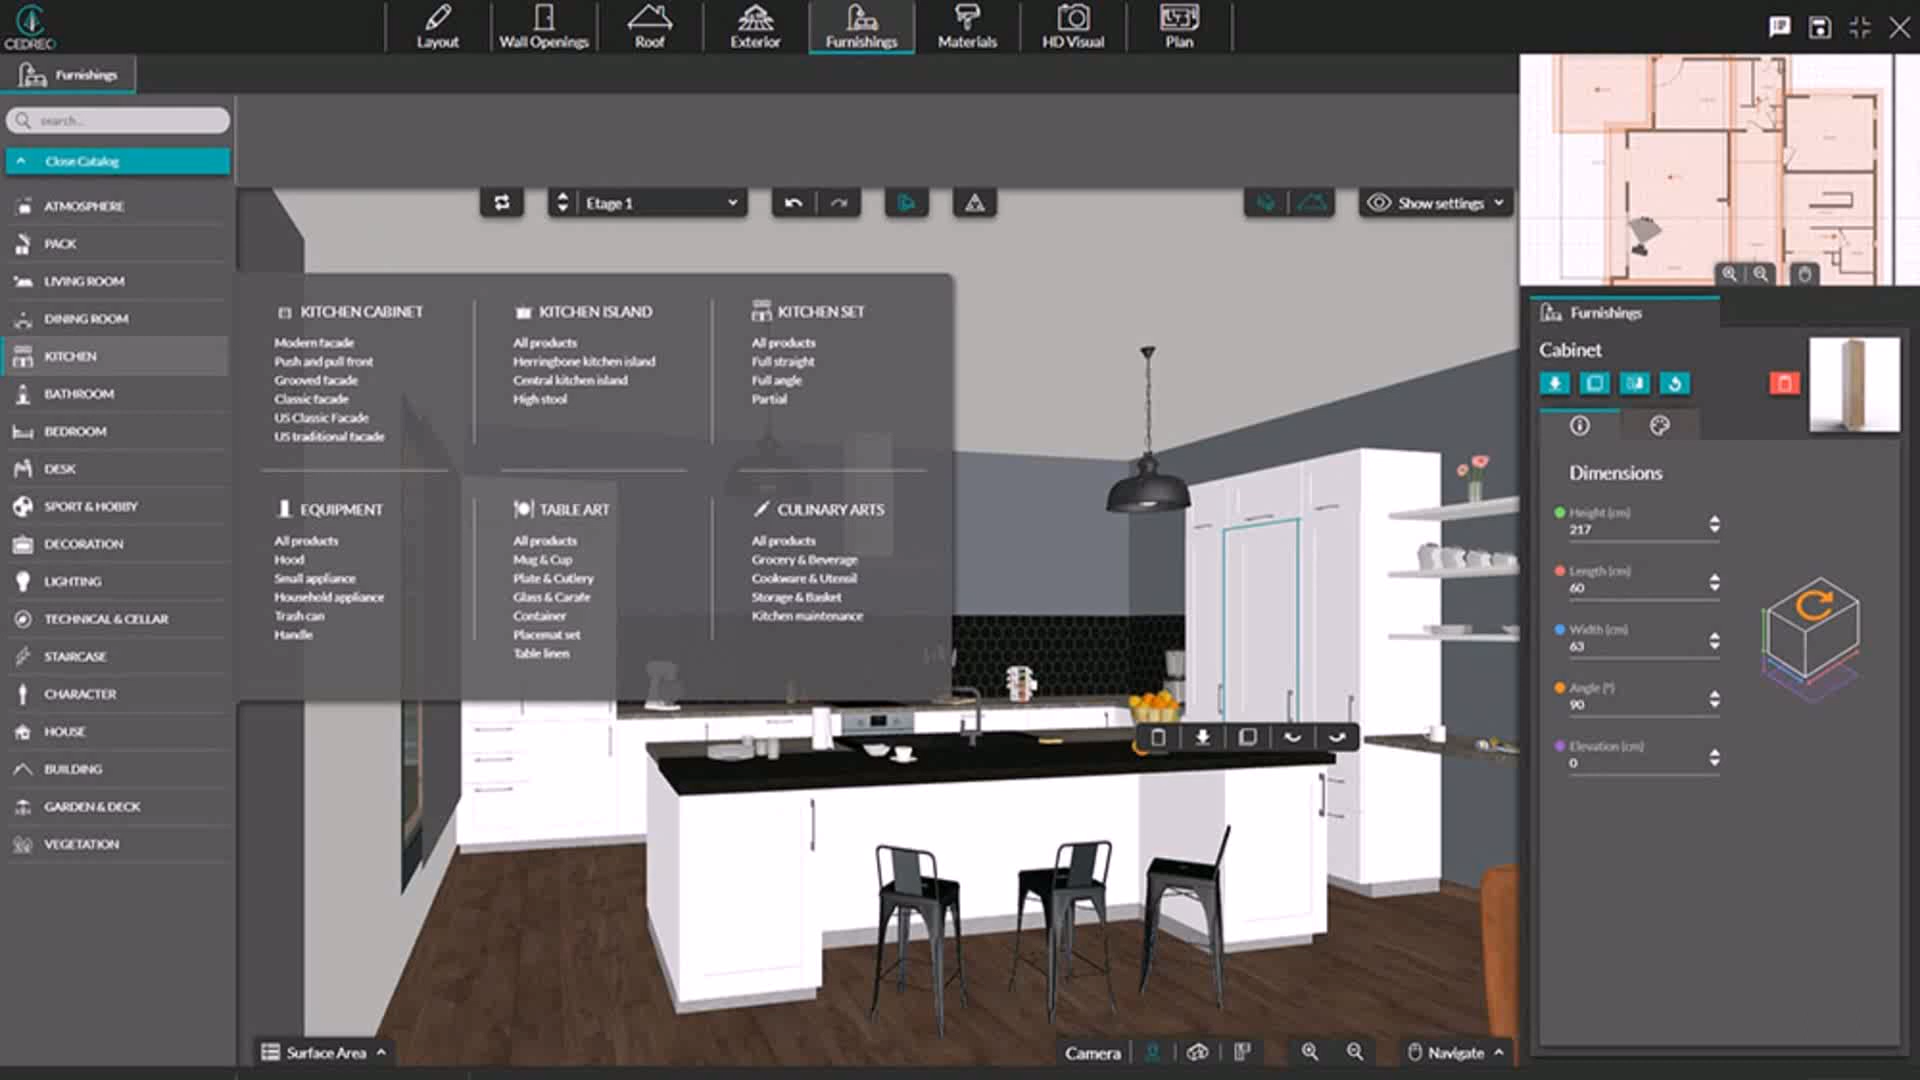 CEDREO
Layout
Wall Openings
Roof
Exterior
Furnishings
Materials
HD Visual
Plan
Furnishings
search...
Close Catalog
ATMOSPHERE
PACK
LIVING ROOM
DINING ROOM
KITCHEN
BATHROOM
BEDROOM
DESK
SPORT & HOBBY
DECORATION
LIGHTING
TECHNICAL & CELLAR
STAIRCASE
CHARACTER
HOUSE
BUILDING
GARDEN & DECK
VEGETATION
Etage 1
Show settings
KITCHEN CABINET
Modern facade
Push and pull front
Grooved facade
Classic facade
US Classic Facade
US traditional facade
KITCHEN ISLAND
All products
Herringbone kitchen island
Central kitchen island
High stool
KITCHEN SET
All products
Full straight
Full angle
Partial
EQUIPMENT
All products
Hood
Small appliance
Household appliance
Trash can
Handle
TABLE ART
All products
Mug & Cup
Plate & Cutlery
Glass & Carafe
Container
Placemat set
Table linen
CULINARY ARTS
All products
Grocery & Beverage
Cookware & Utensil
Storage & Basket
Kitchen maintenance
Furnishings
Cabinet
Dimensions
Height (cm)
217
Length (cm)
60
Width (cm)
63
Angle (°)
90
Elevation (cm)
0
Surface Area
Camera
Navigate